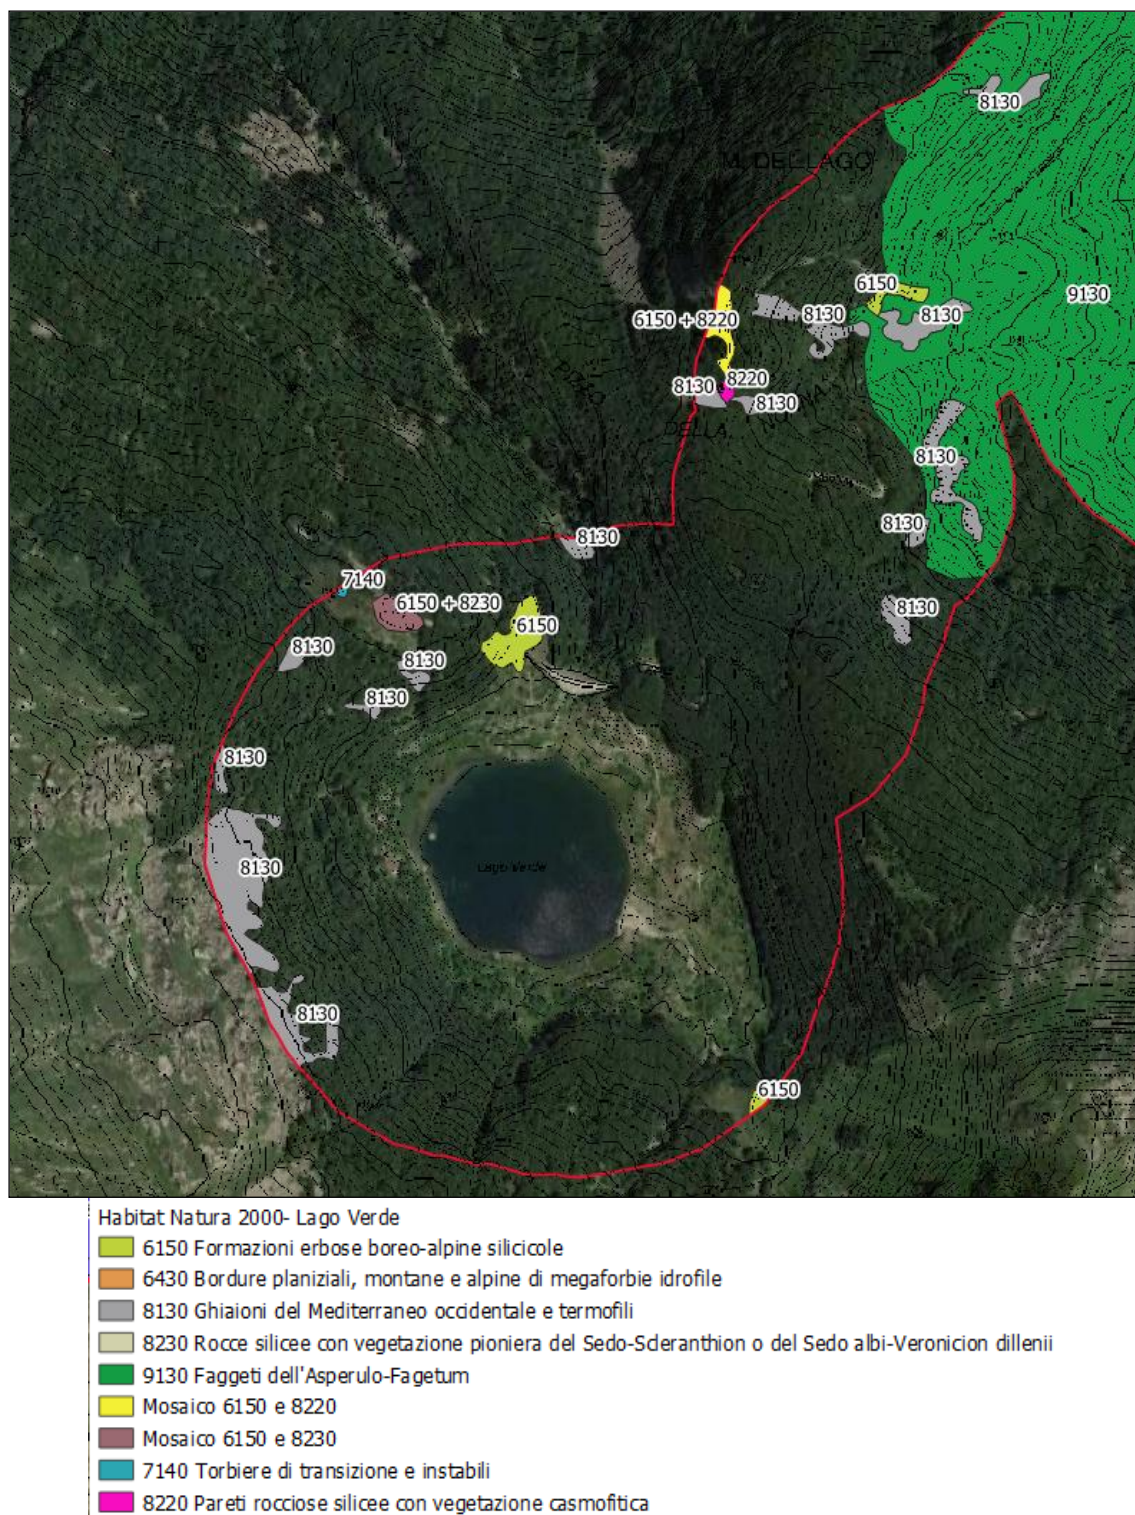 8130
M. DEL LAGO
6150
9130
6150 + 8220
8130
8130
8220
8130
8130
DELLA
8130
8130
8130
7140
6150 + 8230
8130
6150
8130
8130
8130
8130
8130
Lago Verde
8130
6150
Habitat Natura 2000- Lago Verde
6150 Formazioni erbose boreo-alpine silicicole
6430 Bordure planiziali, montane e alpine di megaforbie idrofile
8130 Ghiaioni del Mediterraneo occidentale e termofili
8230 Rocce silicee con vegetazione pioniera del Sedo-Scleranthion o del Sedo albi-Veronicion dillenii
9130 Faggeti dell'Asperulo-Fagetum
Mosaico 6150 e 8220
Mosaico 6150 e 8230
7140 Torbiere di transizione e instabili
8220 Pareti rocciose silicee con vegetazione casmofitica